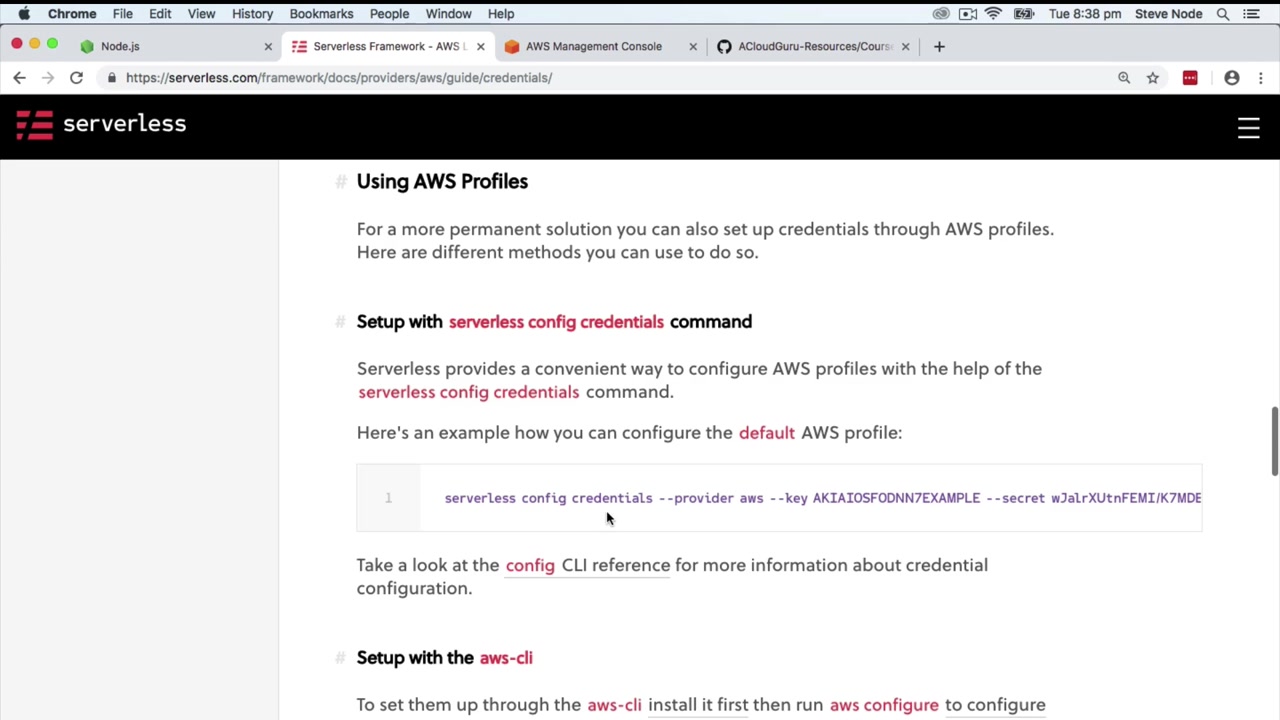 Chrome File Edit View History Bookmarks People Window Help Tue 8:38 pm Steve Node
Node.js Serverless Framework - AWS L AWS Management Console ACloudGuru-Resources/Course
https://serverless.com/framework/docs/providers/aws/guide/credentials/
serverless
# Using AWS Profiles
For a more permanent solution you can also set up credentials through AWS profiles.
Here are different methods you can use to do so.
# Setup with serverless config credentials command
Serverless provides a convenient way to configure AWS profiles with the help of the
serverless config credentials command.
Here's an example how you can configure the default AWS profile:
1 serverless config credentials --provider aws --key AKIAIOSFODNN7EXAMPLE --secret wJalrXUtnFEMI/K7MDE
Take a look at the config CLI reference for more information about credential
configuration.
# Setup with the aws-cli
To set them up through the aws-cli install it first then run aws configure to configure